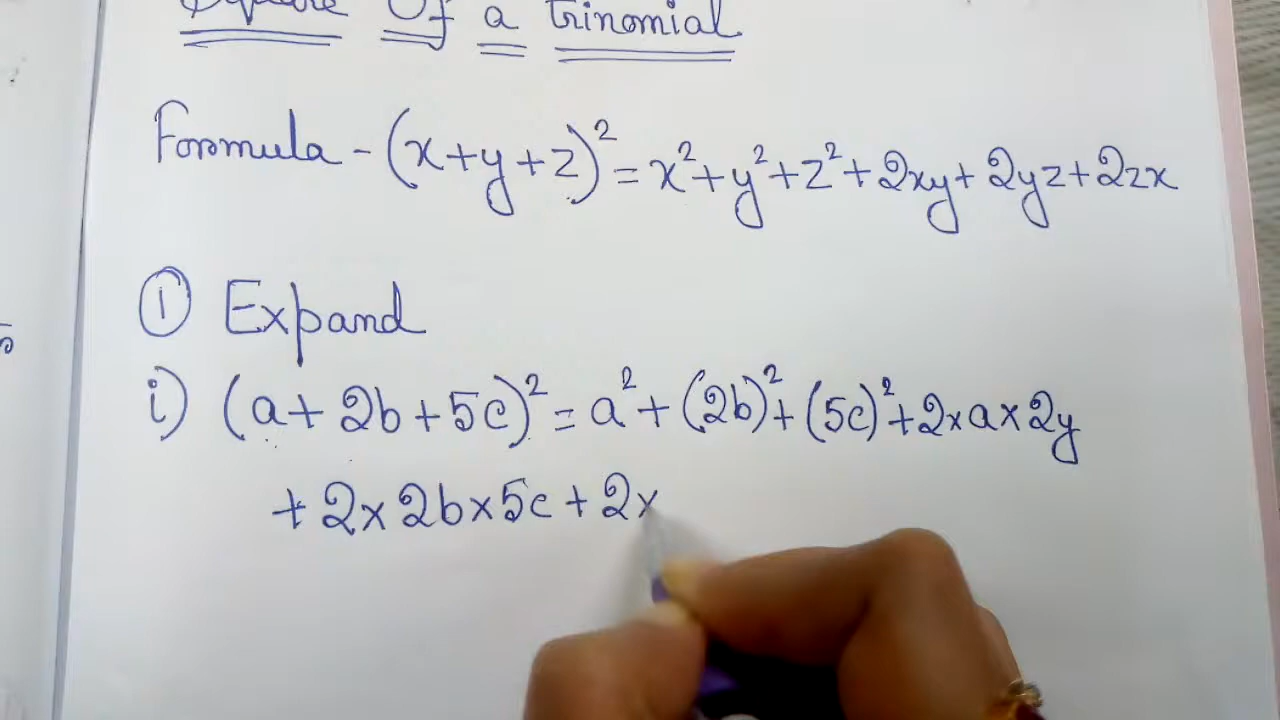 Square Of a trinomial
Formula - (x+y+z)² = x²+y²+z²+2xy+2yz+2zx
① Expand
i) (a+2b+5c)² = a²+(2b)²+(5c)²+2×a×2y
+2×2b×5c+2×